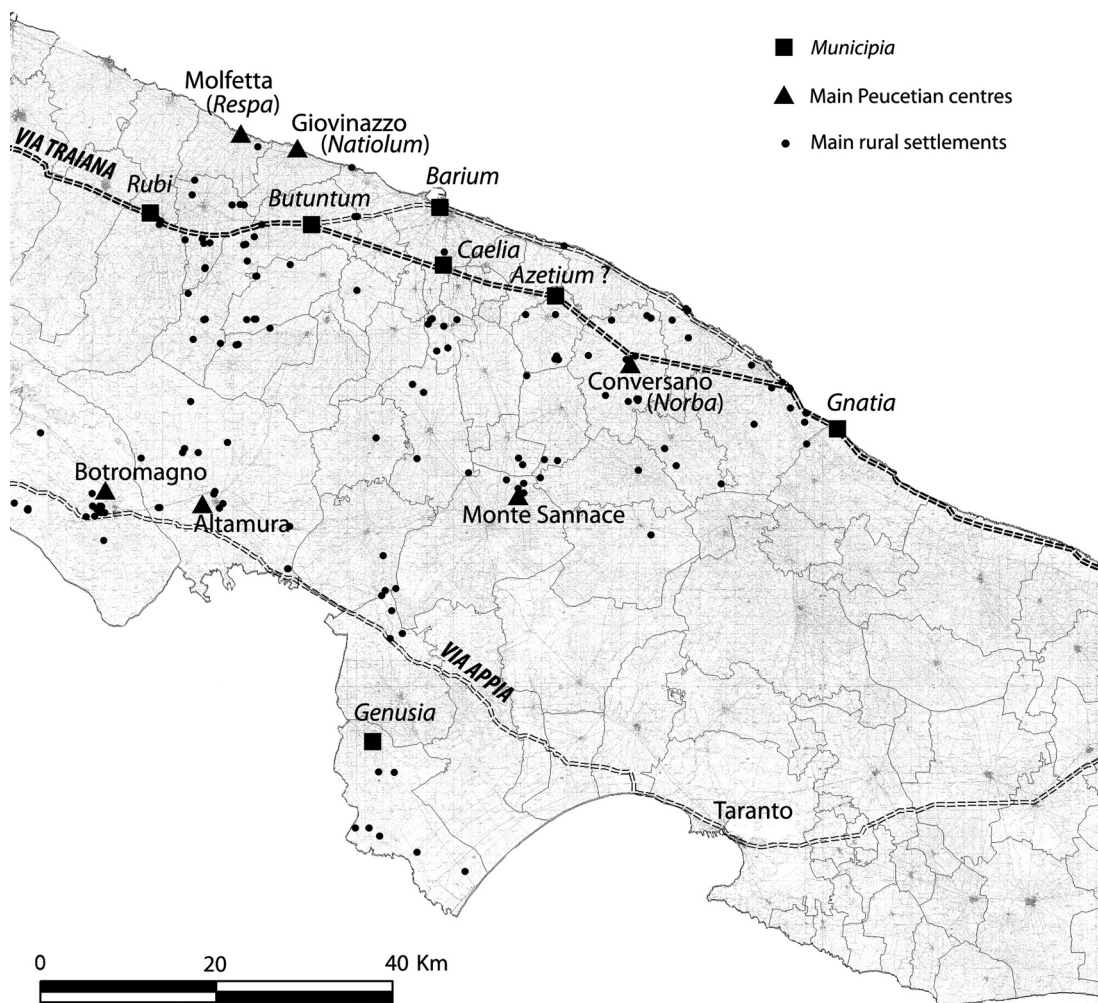 Municipia
Main Peucetian centres
Main rural settlements
Molfetta
(Respa)
Giovinazzo
(Natiolum)
VIA TRAIANA
Rubi
Butuntum
Barium
Caelia
Azetium ?
Conversano
(Norba)
Gnatia
Botromagno
Altamura
Monte Sannace
VIA APPIA
Genusia
Taranto
0 20 40 Km